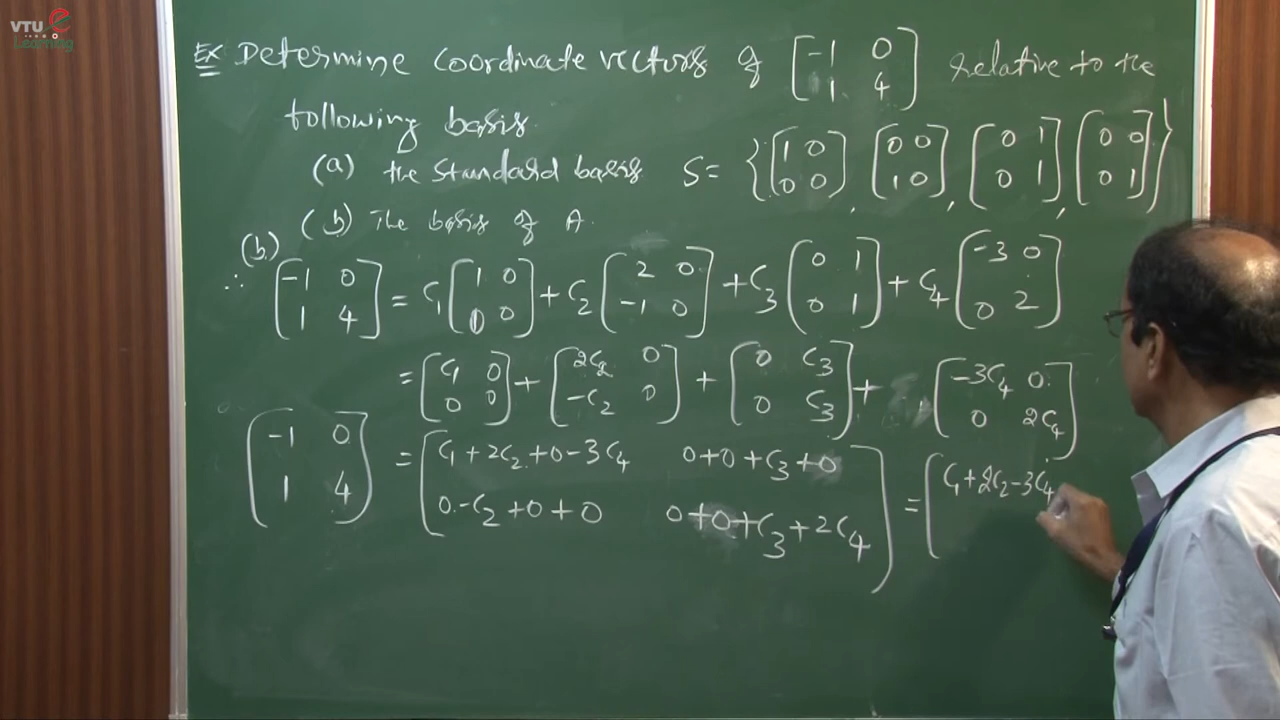 VTU e
Learning
Ex Determine coordinate vectors of [-1 0; 1 4] relative to the
following basis.
(a) the standard basis S = {[1 0; 0 0], [0 0; 1 0], [0 1; 0 1], [0 0; 0 1]}
(b) The basis of A.
(b)
∴ [-1 0; 1 4] = C1 [1 0; 0 0] + C2 [2 0; -1 0] + C3 [0 1; 0 1] + C4 [-3 0; 0 2]
= [C1 0; 0 0] + [2C2 0; -C2 0] + [0 C3; 0 C3] + [-3C4 0; 0 2C4]
[-1 0; 1 4] = [C1+2C2+0-3C4 0+0+C3+0; 0-C2+0+0 0+0+C3+2C4] = [C1+2C2-3C4